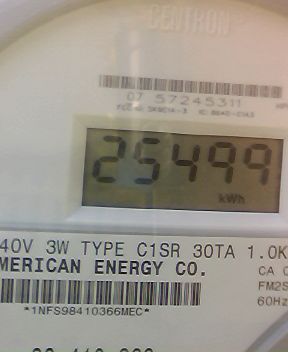 CENTRON
07 57245311
25499
kWh
40V 3W TYPE C1SR 30TA 1.0K
MERICAN ENERGY CO.
CA
FM2S
60Hz
*1NFS98410366MEC*